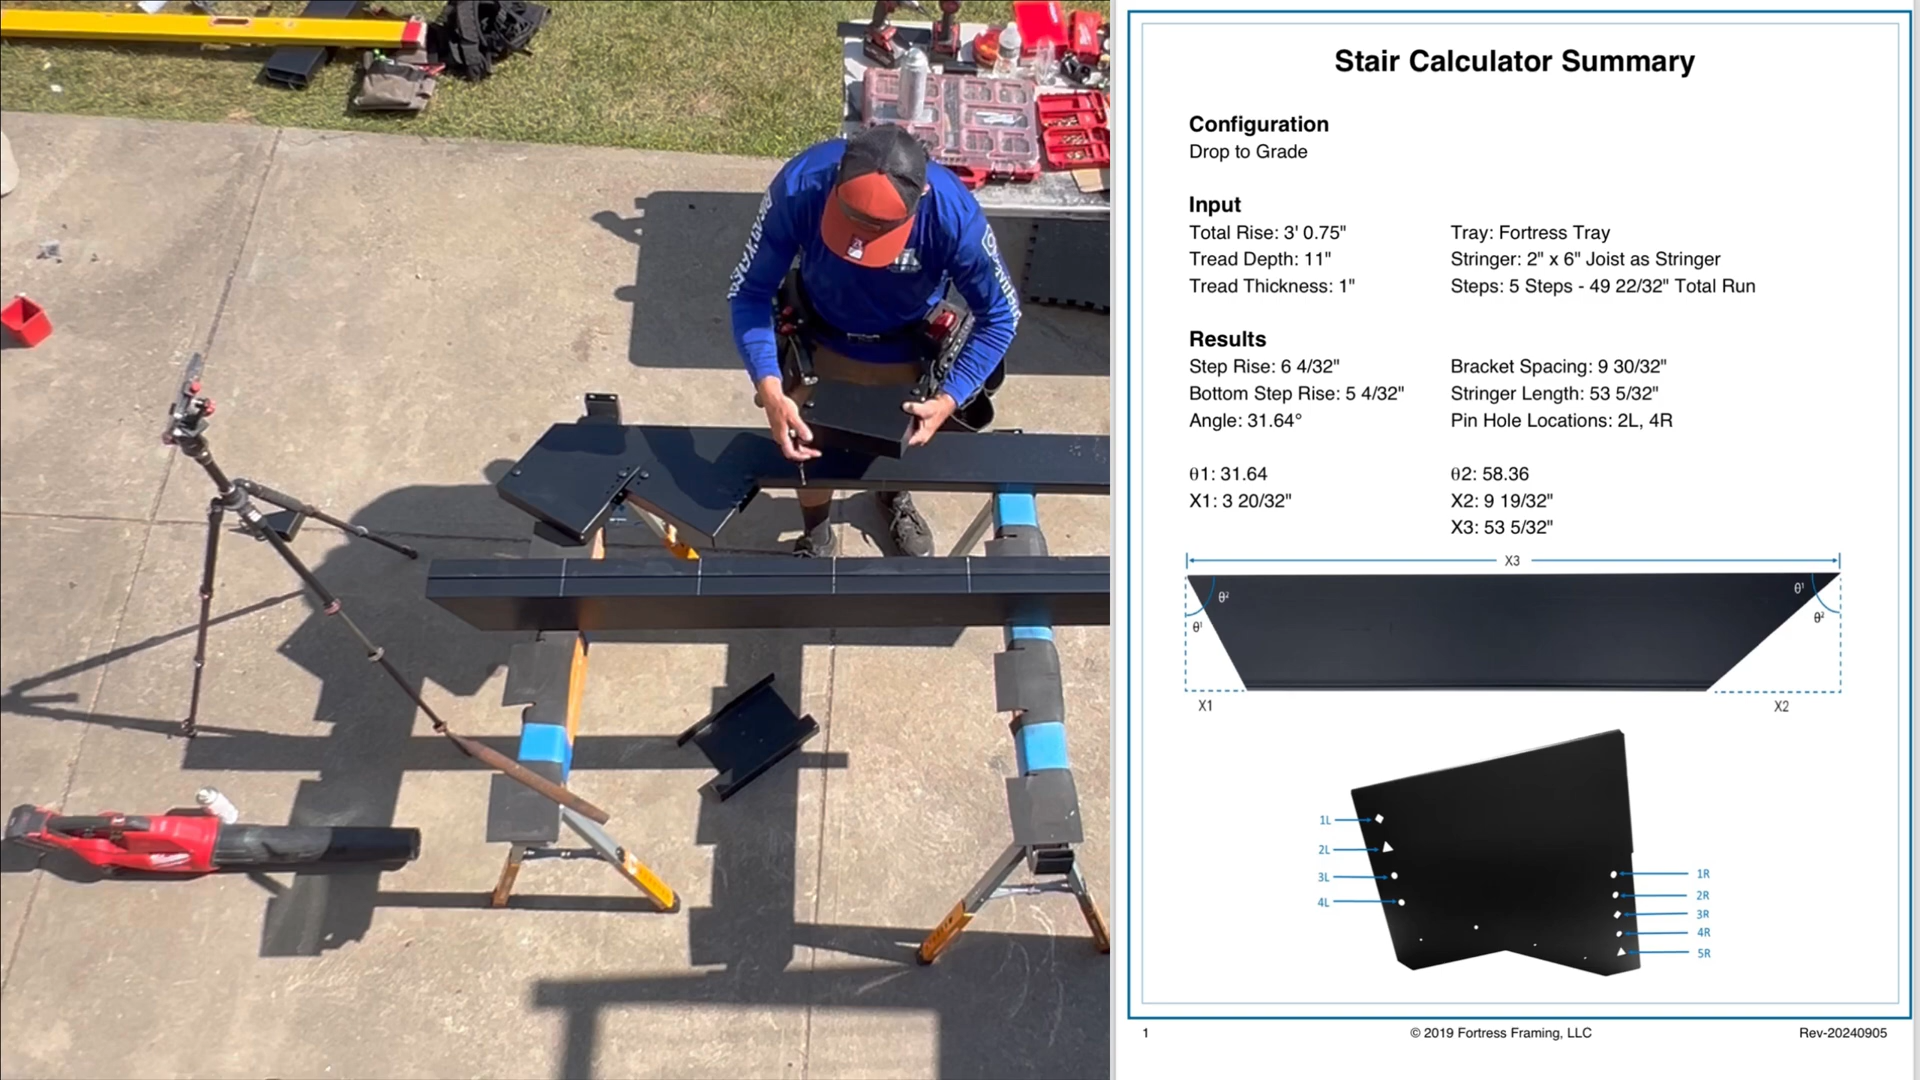 Stair Calculator Summary
Configuration
Drop to Grade
Input
Total Rise: 3' 0.75"
Tray: Fortress Tray
Tread Depth: 11"
Stringer: 2" x 6" Joist as Stringer
Tread Thickness: 1"
Steps: 5 Steps - 49 22/32" Total Run
Results
Step Rise: 6 4/32"
Bracket Spacing: 9 30/32"
Bottom Step Rise: 5 4/32"
Stringer Length: 53 5/32"
Angle: 31.64°
Pin Hole Locations: 2L, 4R
θ1: 31.64
θ2: 58.36
X1: 3 20/32"
X2: 9 19/32"
X3: 53 5/32"
X3
θ²
θ¹
θ¹
θ²
X1
X2
1L
2L
3L
4L
1R
2R
3R
4R
5R
1
© 2019 Fortress Framing, LLC
Rev-20240905